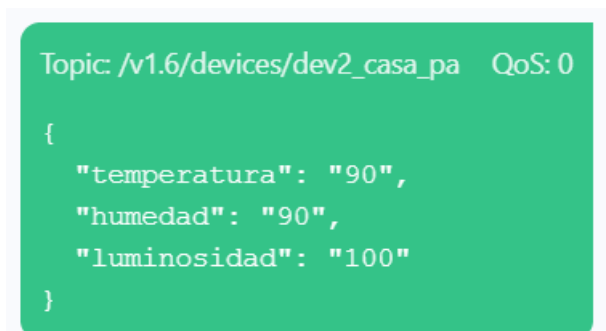 Topic: /v1.6/devices/dev2_casa_pa QoS: 0
{
"temperatura": "90",
"humedad": "90",
"luminosidad": "100"
}